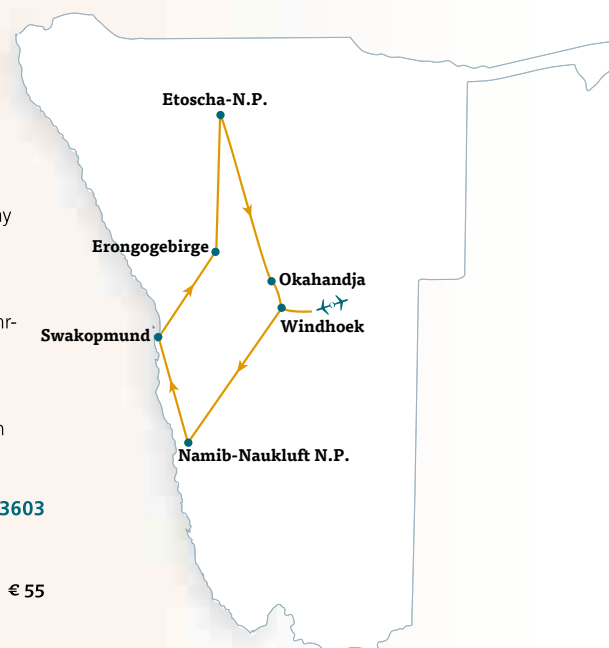 Etoscha-N.P.
Erongogebirge
Okahandja
Windhoek
Swakopmund
Namib-Naukluft N.P.
3603
€ 55